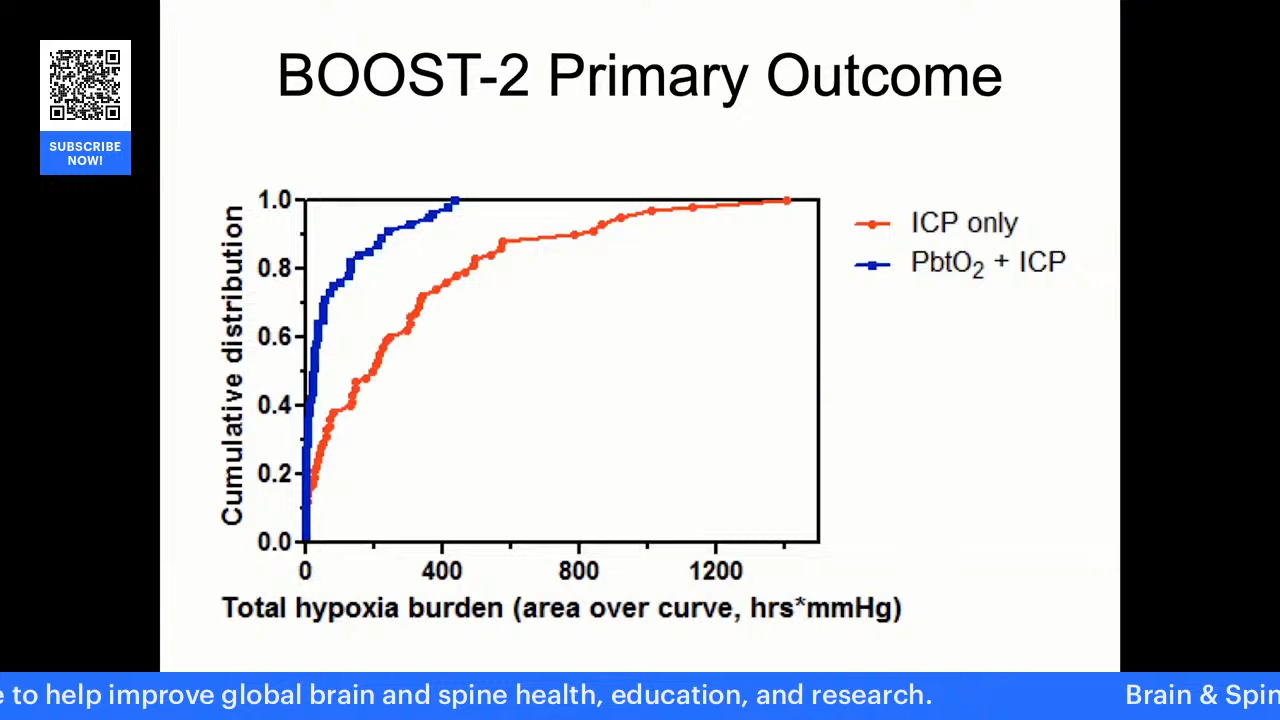 BOOST-2 Primary Outcome
SUBSCRIBE
NOW!
1.0
0.8
0.6
0.4
0.2
0.0
Cumulative distribution
0 400 800 1200
Total hypoxia burden (area over curve, hrs*mmHg)
ICP only
PbtO₂ + ICP
e to help improve global brain and spine health, education, and research. Brain & Spin